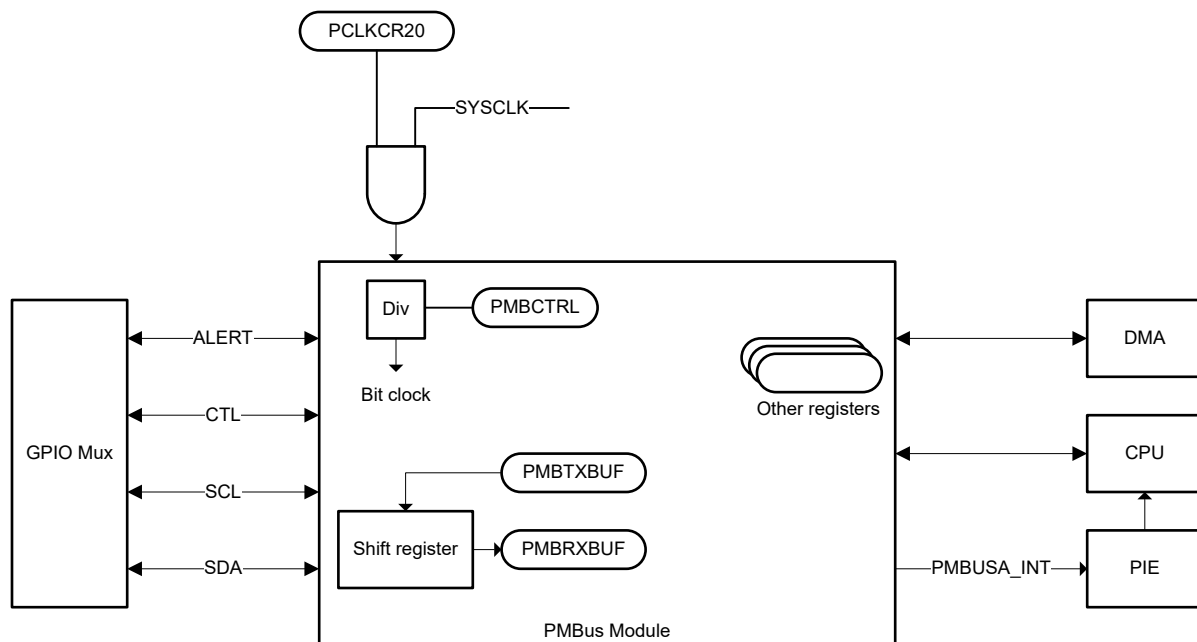 PCLKCR20
SYSCLK
Div
PMBCTRL
ALERT
DMA
Bit clock
Other registers
CTL
GPIO Mux
CPU
PMBTXBUF
SCL
Shift register
PMBRXBUF
SDA
PMBUSA_INT
PIE
PMBus Module